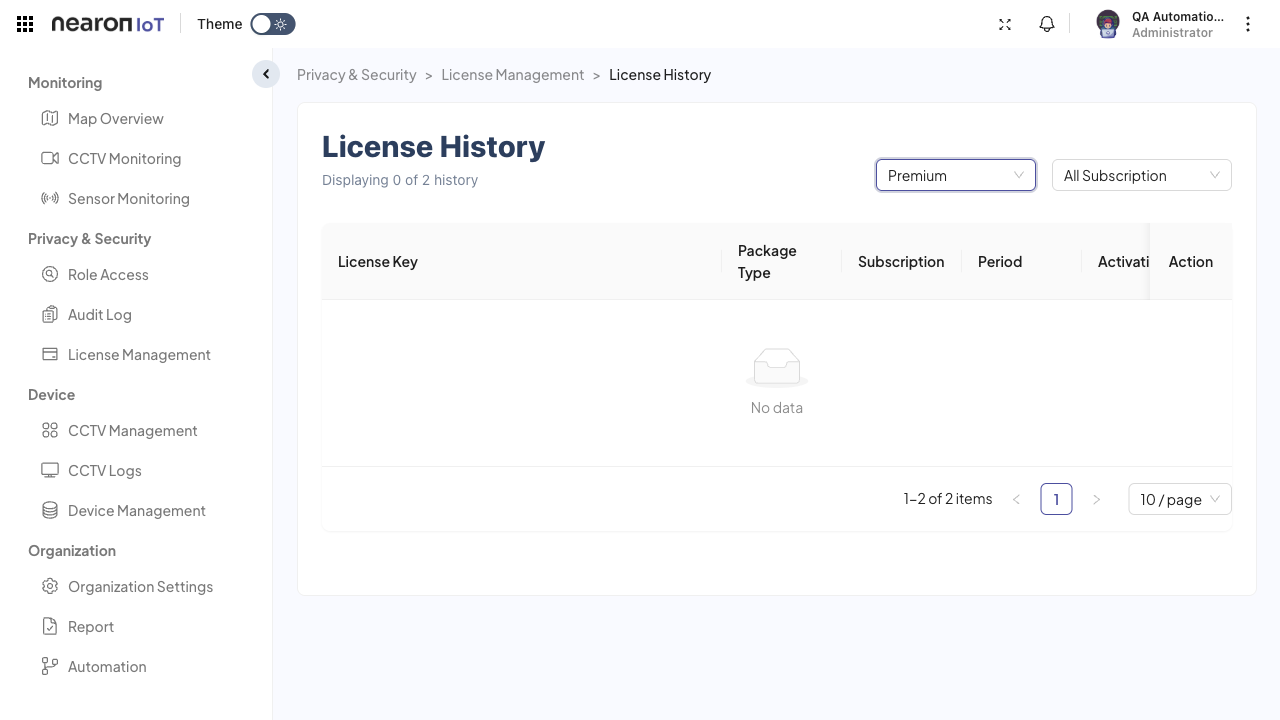 nearon IoT
Theme
QA Automatio...
Administrator
Monitoring
Map Overview
CCTV Monitoring
Sensor Monitoring
Privacy & Security
Role Access
Audit Log
License Management
Device
CCTV Management
CCTV Logs
Device Management
Organization
Organization Settings
Report
Automation
Privacy & Security > License Management > License History
License History
Displaying 0 of 2 history
Premium
All Subscription
License Key
Package
Type
Subscription
Period
Activati
Action
No data
1-2 of 2 items
1
10 / page